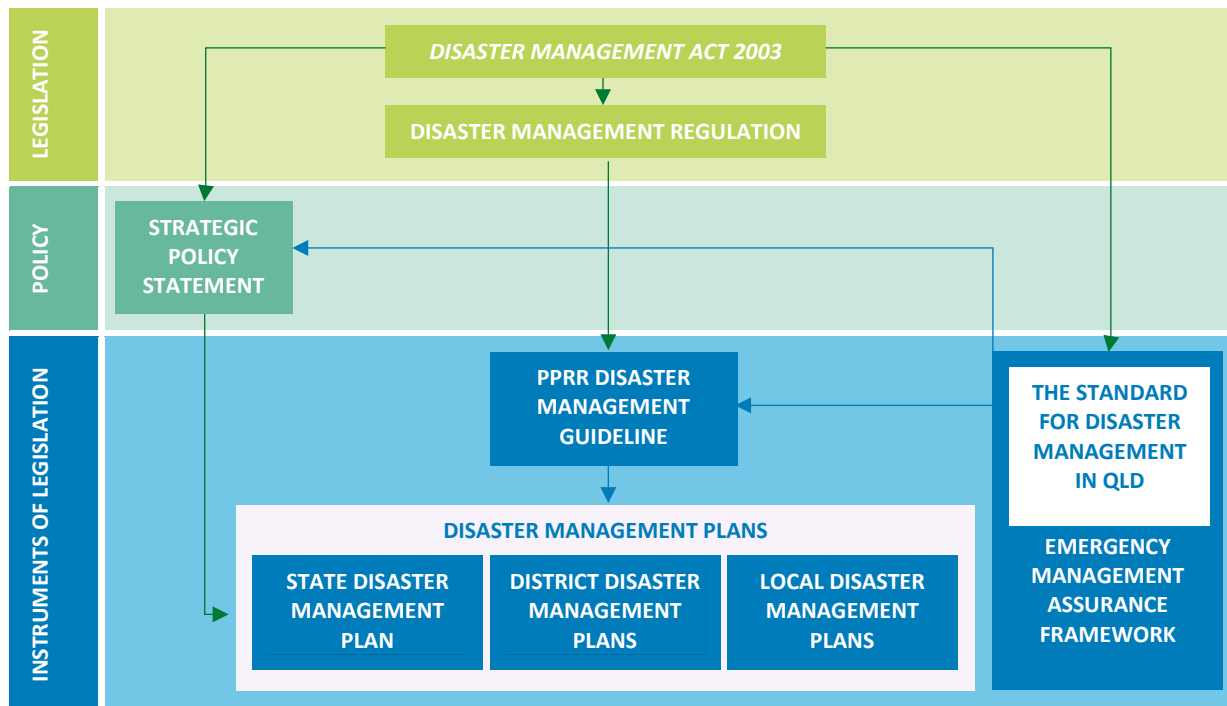 LEGISLATION
DISASTER MANAGEMENT ACT 2003
DISASTER MANAGEMENT REGULATION
POLICY
STRATEGIC
POLICY
STATEMENT
INSTRUMENTS OF LEGISLATION
PPRR DISASTER
MANAGEMENT
GUIDELINE
DISASTER MANAGEMENT PLANS
STATE DISASTER
MANAGEMENT
PLAN
DISTRICT DISASTER
MANAGEMENT
PLANS
LOCAL DISASTER
MANAGEMENT
PLANS
THE STANDARD
FOR DISASTER
MANAGEMENT
IN QLD
EMERGENCY
MANAGEMENT
ASSURANCE
FRAMEWORK